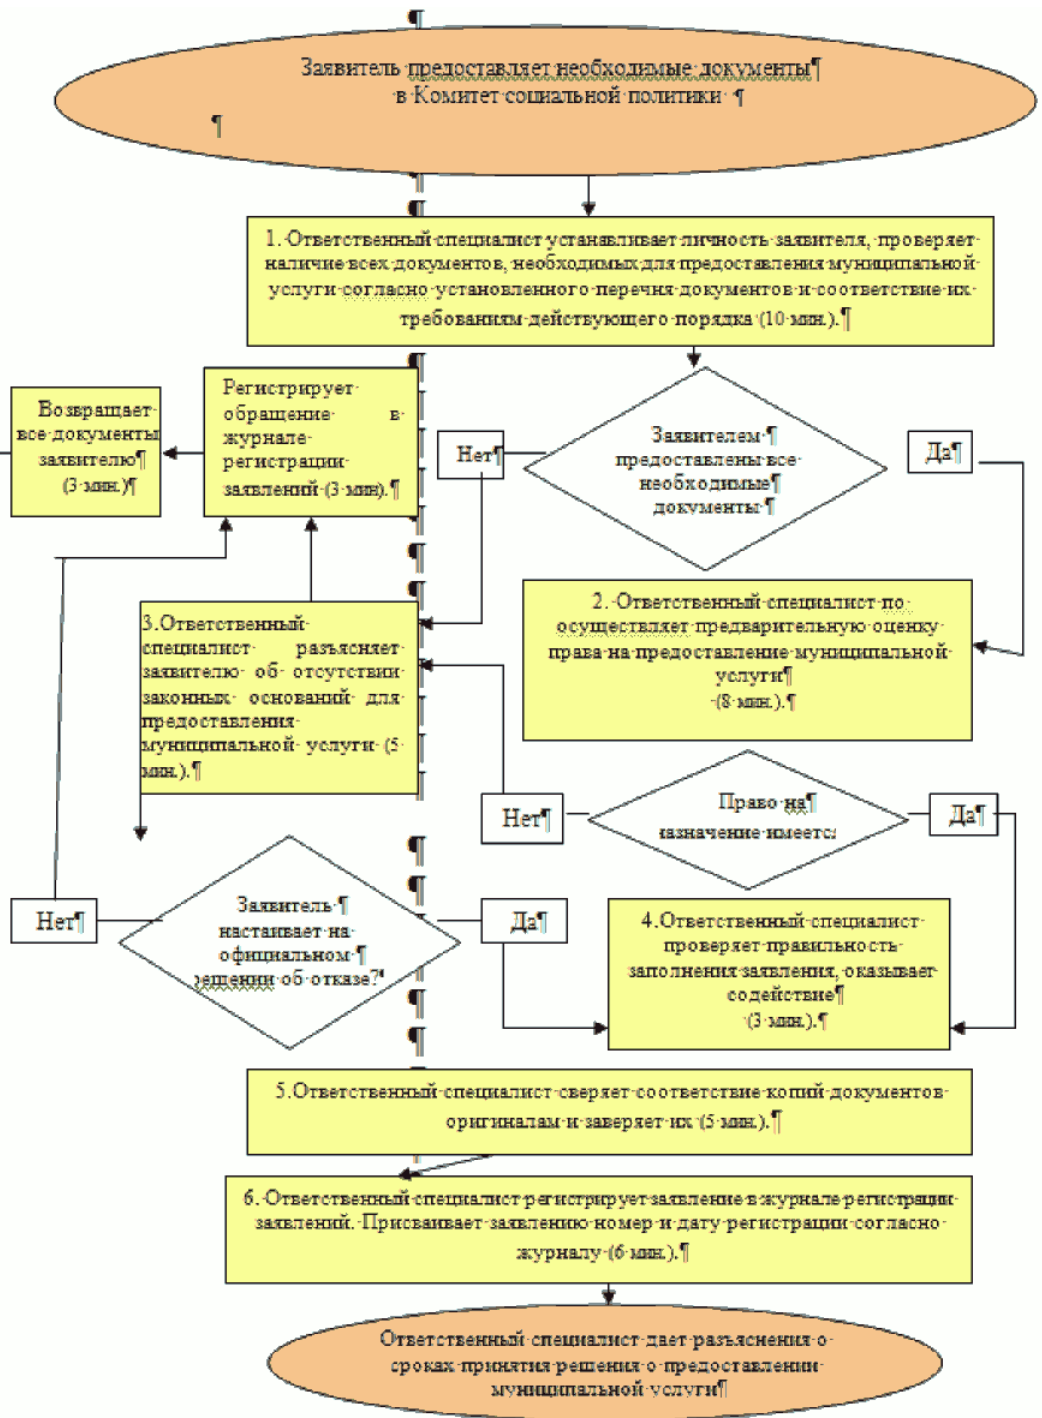 Заявитель предоставляет необходимые документы¶
в Комитет социальной политики ¶
¶
1. Ответственный специалист устанавливает личность заявителя, проверяет
наличие всех документов, необходимых для предоставления муниципальной
услуги согласно установленного перечня документов и соответствие их
требованиям действующего порядка (10 мин.).¶
Возвращает
все документы
заявителю¶
(3 мин.)¶
Регистрирует
обращение в
журнале
регистрации
заявлений (3 мин).¶
Нет¶
Заявителем ¶
предоставлены все
необходимые¶
документы ¶
Да¶
2. Ответственный специалист по
осуществляет предварительную оценку
права на предоставление муниципальной
услуги¶
(8 мин.).¶
3.Ответственный
специалист разъясняет
заявителю об отсутствии
законных оснований для
предоставления
муниципальной услуги (5
мин.).¶
Нет¶
Право на¶
назначение имеетс
Да¶
Нет¶
Заявитель ¶
настаивает на
официальном ¶
решении об отказе?¶
Да¶
4.Ответственный специалист
проверяет правильность
заполнения заявления, оказывает
содействие¶
(3 мин.).¶
5.Ответственный специалист сверяет соответствие копий документов
оригиналам и заверяет их (5 мин.).¶
6. Ответственный специалист регистрирует заявление в журнале регистрации
заявлений. Присваивает заявлению номер и дату регистрации согласно
журналу (6 мин.).¶
Ответственный специалист дает разъяснения о
сроках принятия решения о предоставлении
муниципальной услуги¶